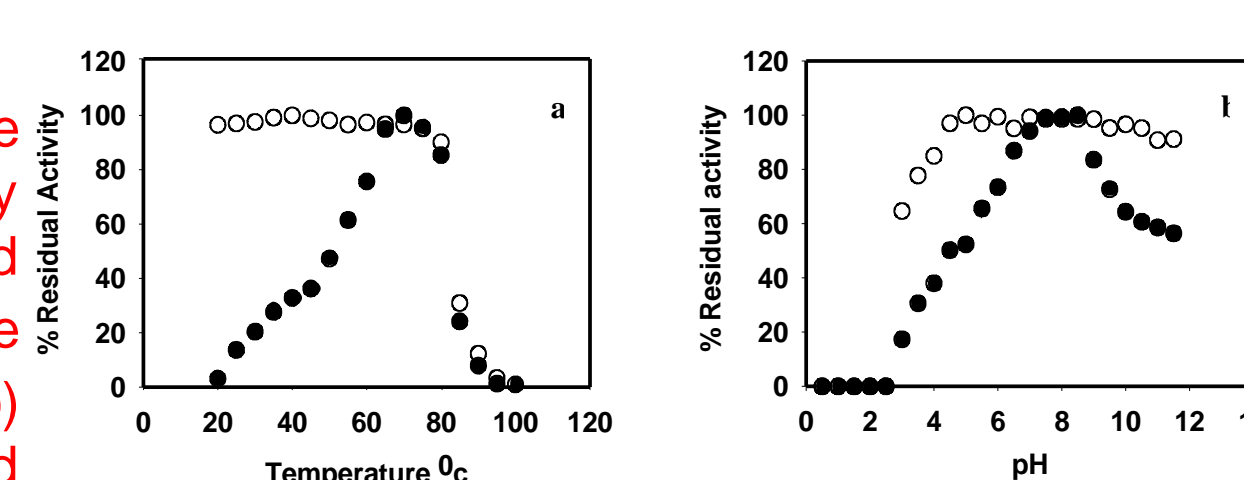 e
y
d
e
)
d
120
100
80
60
40
20
0
% Residual Activity
a
0 20 40 60 80 100 120
Temperature 0c
120
100
80
60
40
20
0
% Residual activity
0 2 4 6 8 10 12
pH